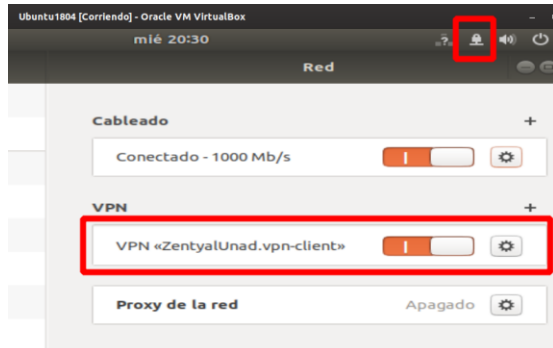 Ubuntu1804 [Corriendo] - Oracle VM VirtualBox
mié 20:30
Red
Cableado
Conectado - 1000 Mb/s
VPN
VPN «ZentyalUnad.vpn-client»
Proxy de la red Apagado